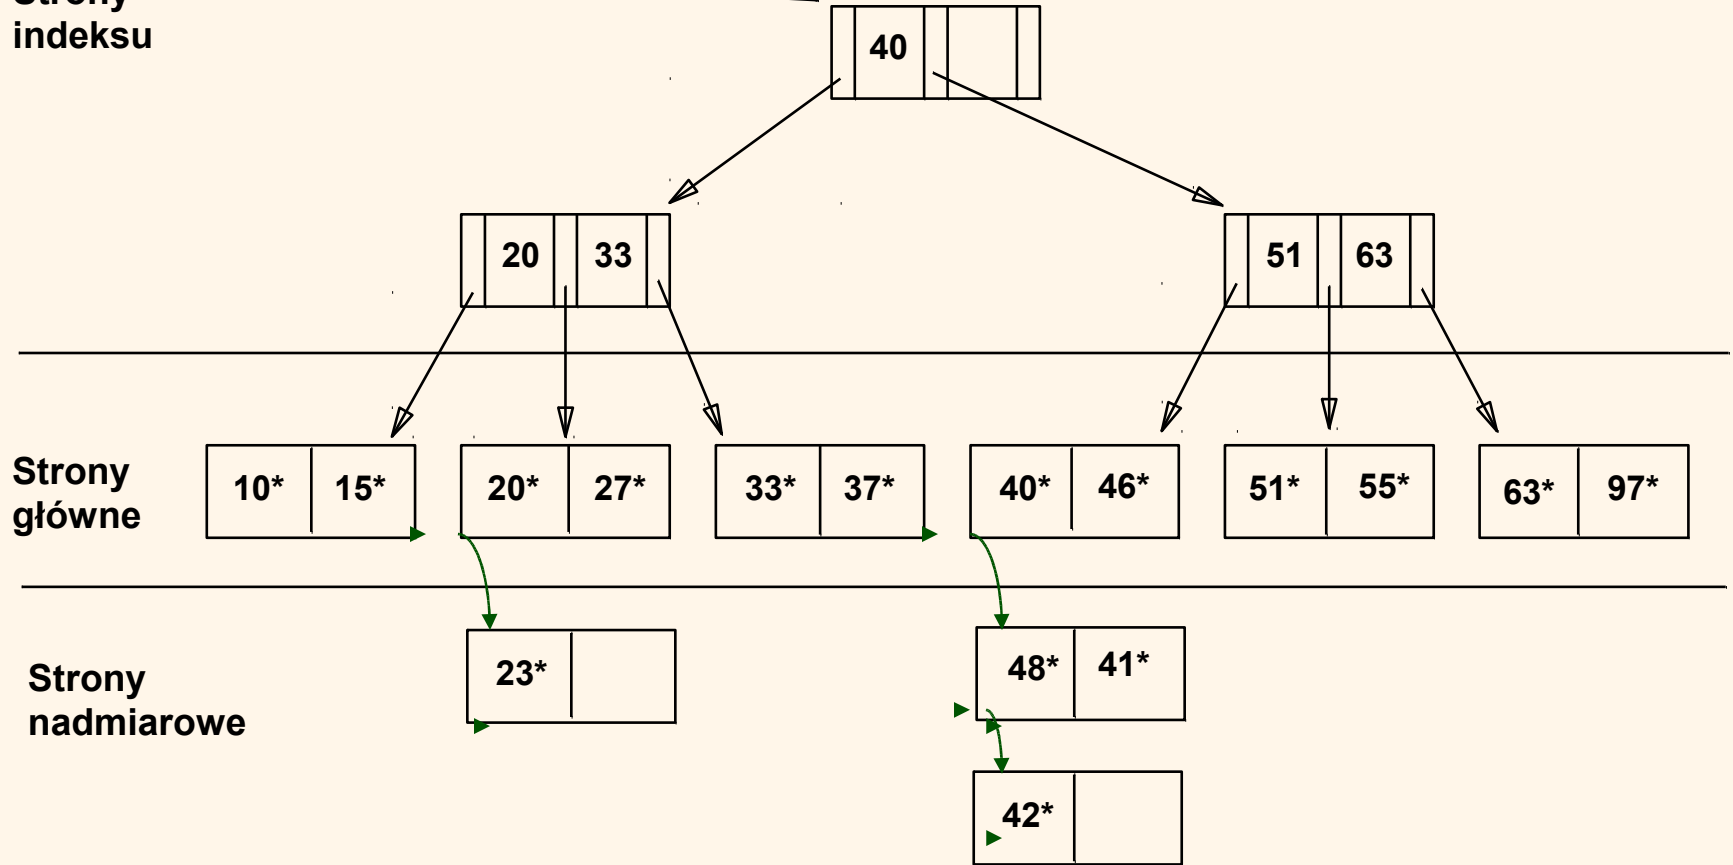 indeksu
40
20 33
51 63
Strony
główne
10* 15*
20* 27*
33* 37*
40* 46*
51* 55*
63* 97*
Strony
nadmiarowe
23*
48* 41*
42*